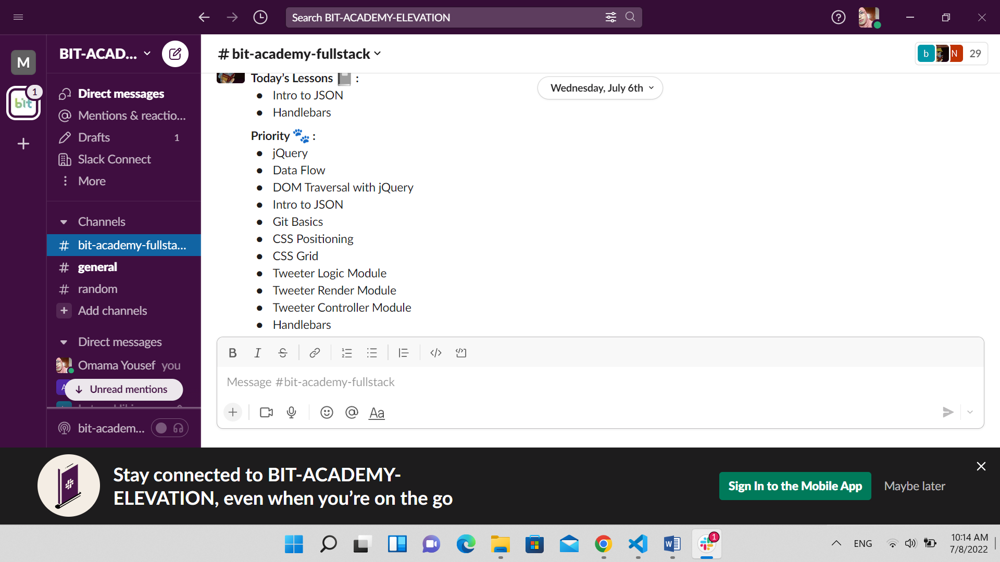 Search BIT-ACADEMY-ELEVATION
M
BIT-ACAD...
# bit-academy-fullstack
b
N
29
bit
1
Direct messages
Mentions & reactio...
Drafts 1
Slack Connect
More
Channels
# bit-academy-fullsta...
# general
# random
+ Add channels
Direct messages
Omama Yousef you
A
Unread mentions
bit-academ...
Today's Lessons :
Wednesday, July 6th
• Intro to JSON
• Handlebars
Priority :
• jQuery
• Data Flow
• DOM Traversal with jQuery
• Intro to JSON
• Git Basics
• CSS Positioning
• CSS Grid
• Tweeter Logic Module
• Tweeter Render Module
• Tweeter Controller Module
• Handlebars
B I S
Message #bit-academy-fullstack
Aa
Stay connected to BIT-ACADEMY-
ELEVATION, even when you're on the go
Sign In to the Mobile App
Maybe later
W
1
ENG
10:14 AM
7/8/2022